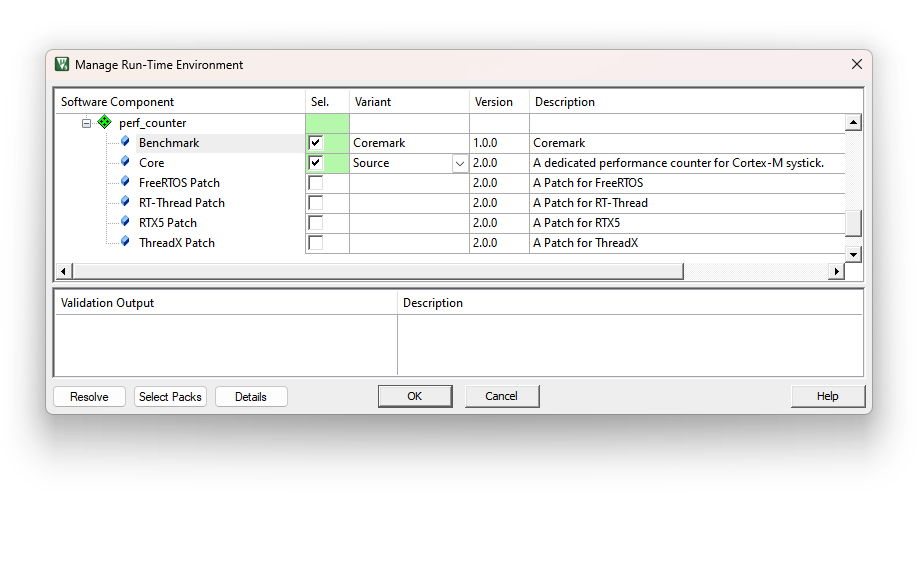 Manage Run-Time Environment
Software Component Sel. Variant Version Description
perf_counter
Benchmark Coremark 1.0.0 Coremark
Core Source 2.0.0 A dedicated performance counter for Cortex-M systick.
FreeRTOS Patch 2.0.0 A Patch for FreeRTOS
RT-Thread Patch 2.0.0 A Patch for RT-Thread
RTX5 Patch 2.0.0 A Patch for RTX5
ThreadX Patch 2.0.0 A Patch for ThreadX
Validation Output Description
Resolve Select Packs Details OK Cancel Help